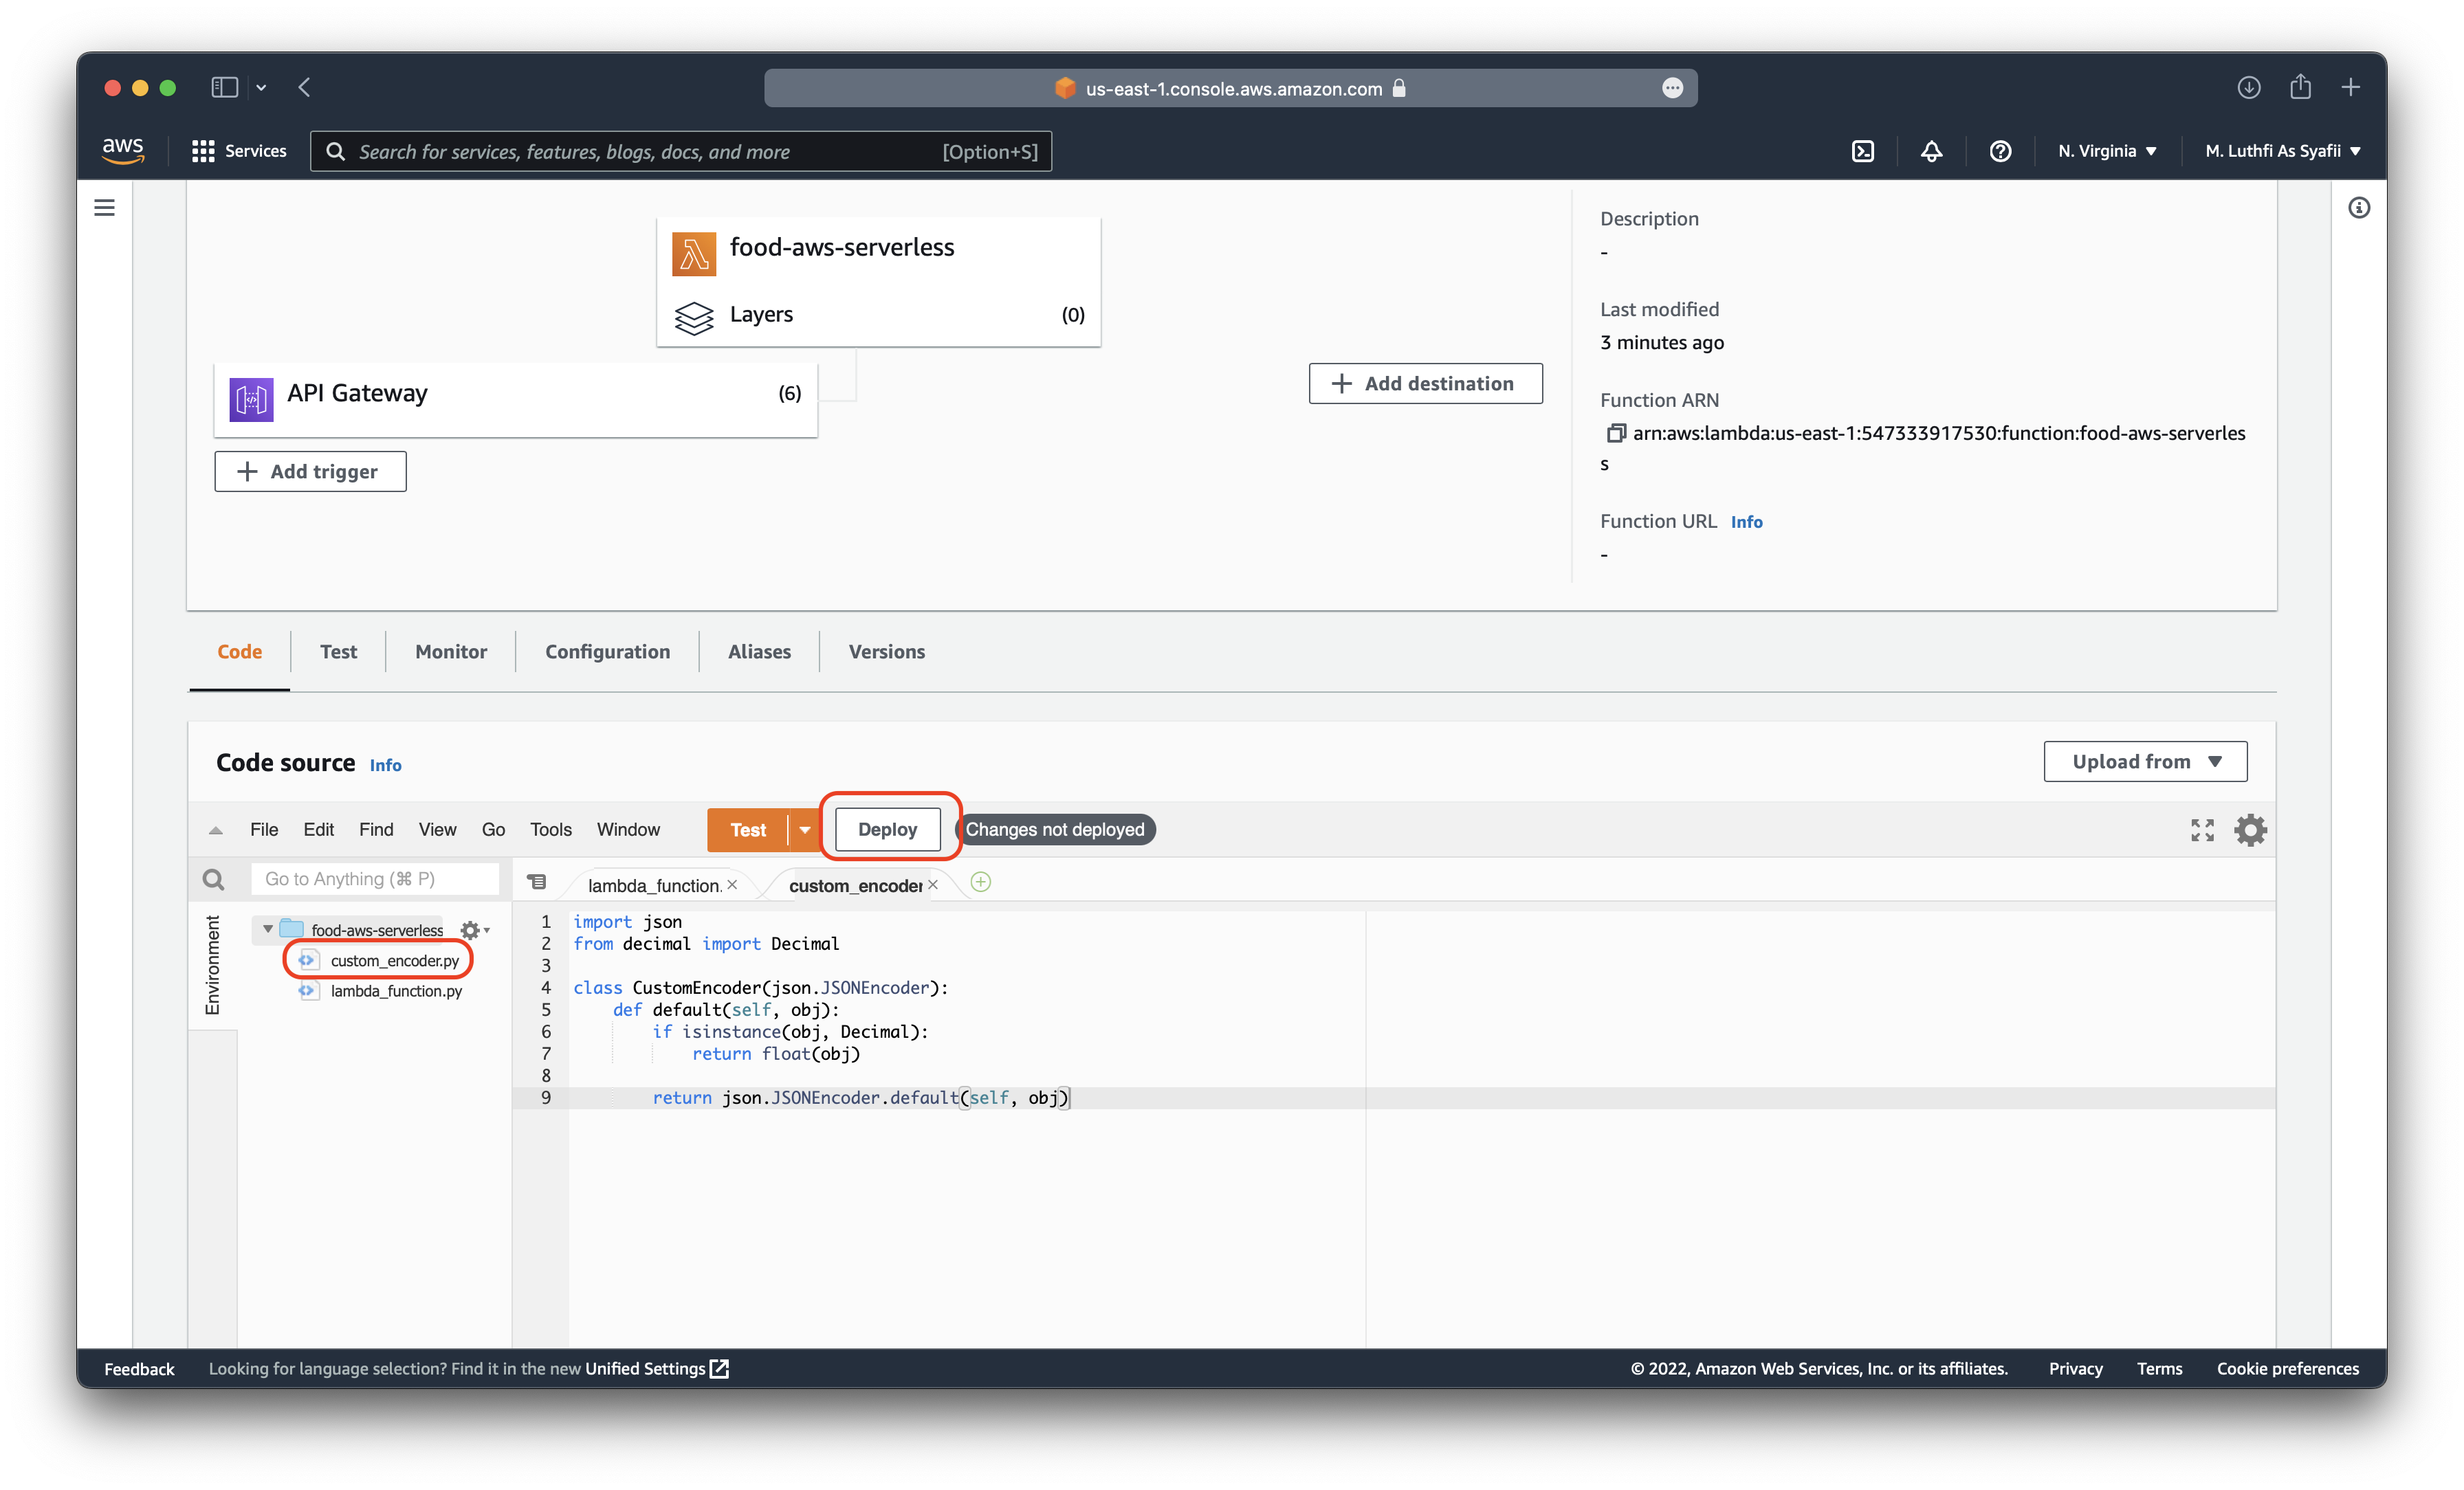 us-east-1.console.aws.amazon.com
aws
Services
Search for services, features, blogs, docs, and more
[Option+S]
N. Virginia
M. Luthfi As Syafii
food-aws-serverless
Layers
(0)
API Gateway
(6)
Add trigger
Add destination
Description
-
Last modified
3 minutes ago
Function ARN
arn:aws:lambda:us-east-1:547333917530:function:food-aws-serverles
s
Function URL Info
-
Code
Test
Monitor
Configuration
Aliases
Versions
Code source Info
Upload from
File
Edit
Find
View
Go
Tools
Window
Test
Deploy
Changes not deployed
Go to Anything (⌘ P)
lambda_function.
custom_encoder
Environment
food-aws-serverless
custom_encoder.py
lambda_function.py
1 import json
2 from decimal import Decimal
3
4 class CustomEncoder(json.JSONEncoder):
5 def default(self, obj):
6 if isinstance(obj, Decimal):
7 return float(obj)
8
9 return json.JSONEncoder.default(self, obj)
Feedback
Looking for language selection? Find it in the new Unified Settings
© 2022, Amazon Web Services, Inc. or its affiliates.
Privacy
Terms
Cookie preferences